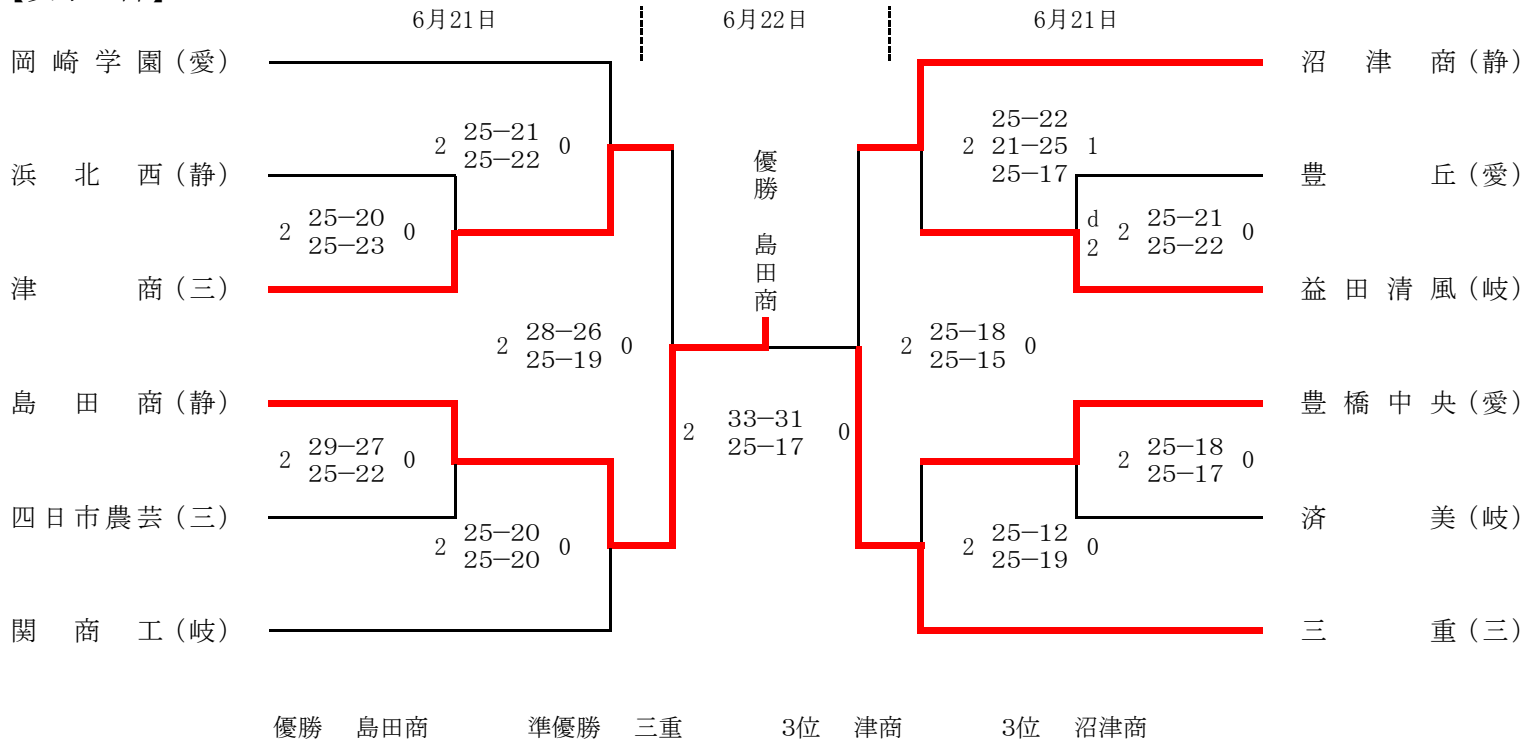 6月21日 6月22日 6月21日
岡崎学園(愛) 沼津商(静)
25-22
2 25-21 0 2 21-25 1
25-22 25-17
優勝 島田商
浜北西(静) 豊丘(愛)
2 25-20 0 d2 2 25-21 0
25-23 25-22
津商(三) 益田清風(岐)
2 28-26 0 2 25-18 0
25-19 25-15
島田商(静) 豊橋中央(愛)
2 33-31 0
25-17
2 29-27 0 2 25-18 0
25-22 25-17
四日市農芸(三) 済美(岐)
2 25-20 0 2 25-12 0
25-20 25-19
関商工(岐) 三重(三)
優勝 島田商 準優勝 三重 3位 津商 3位 沼津商